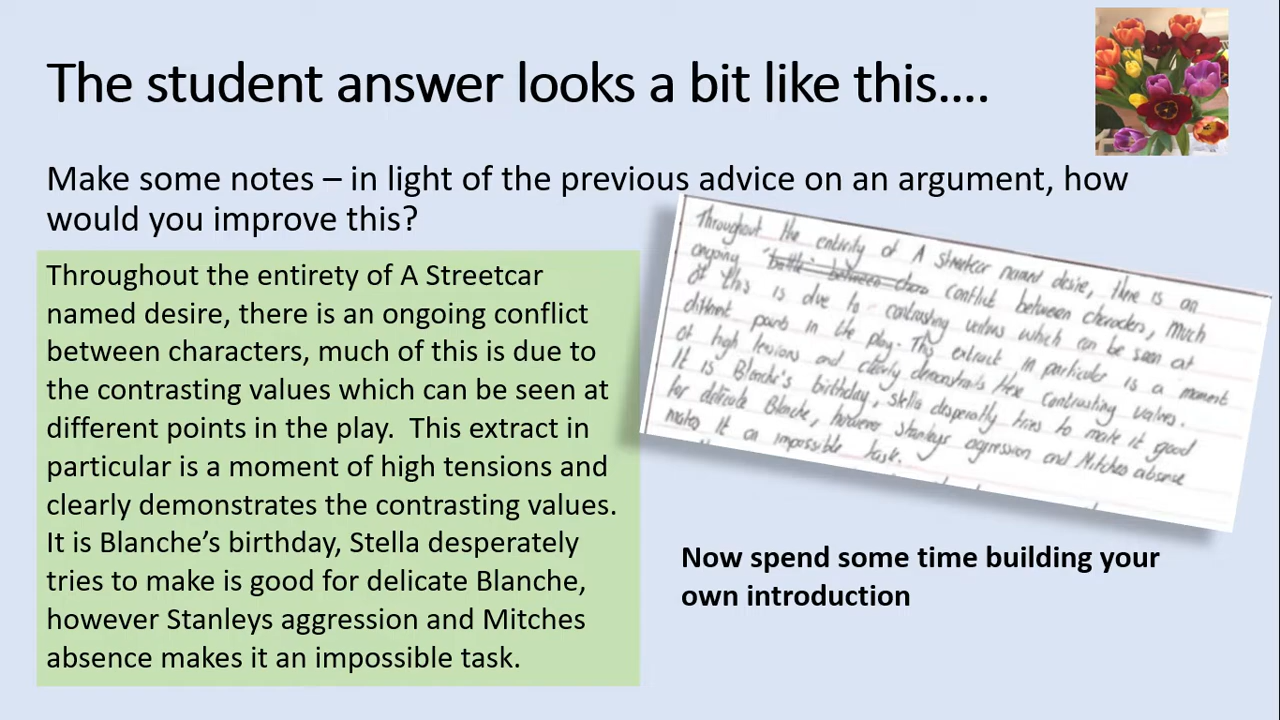 The student answer looks a bit like this....
Make some notes – in light of the previous advice on an argument, how
would you improve this?
Throughout the entirety of A Streetcar
named desire, there is an ongoing conflict
between characters, much of this is due to
the contrasting values which can be seen at
different points in the play.  This extract in
particular is a moment of high tensions and
clearly demonstrates the contrasting values.
It is Blanche’s birthday, Stella desperately
tries to make is good for delicate Blanche,
however Stanleys aggression and Mitches
absence makes it an impossible task.
Throughout the entirity of A Streetcar named desire, there is an
ongoing conflict between characters, much
of this is due to contrasting values which can be seen at
different points in the play. This extract in particular is a moment
of high tensions and clearly demonstrates these contrasting values.
It is Blanche's birthday, stella desperatly tries to make it good
for delicate Blanche, however stanleys aggression and Mitches absence
makes it an impossible task.
Now spend some time building your
own introduction